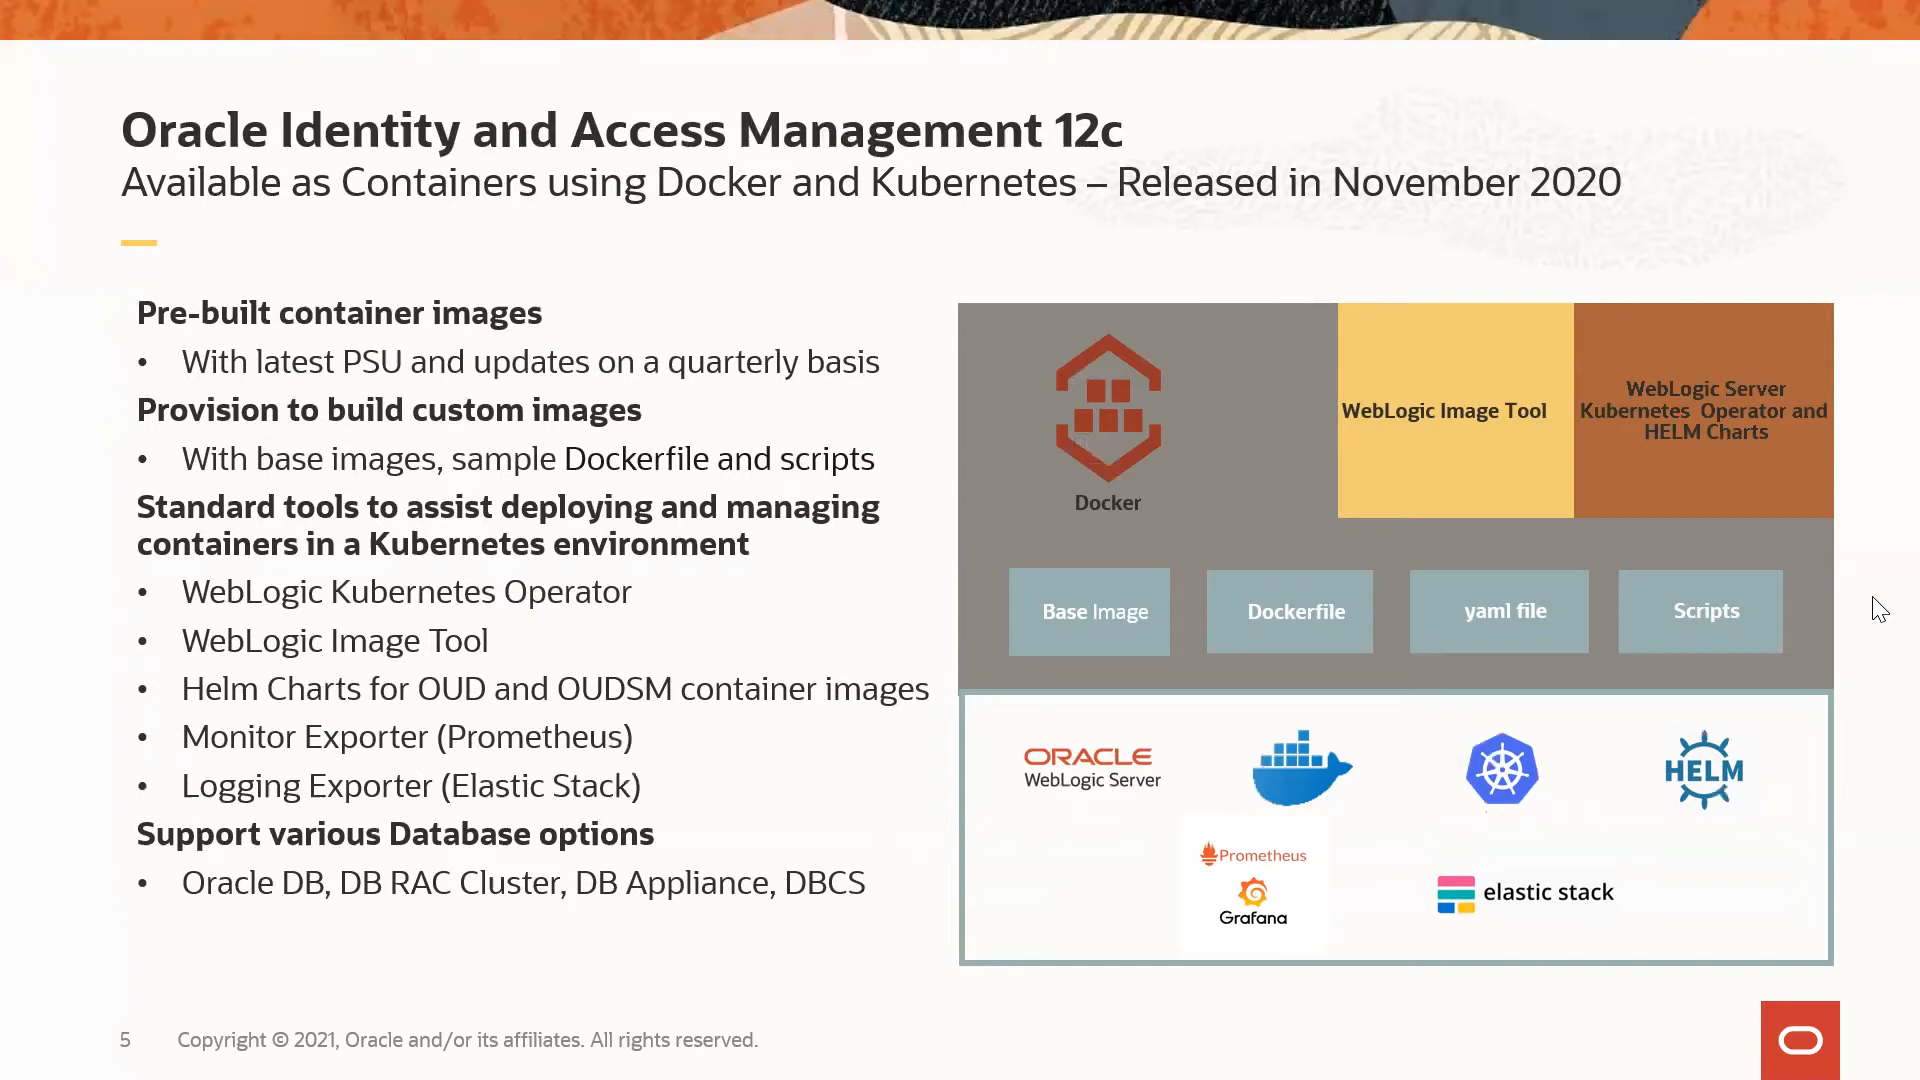 Oracle Identity and Access Management 12c
Available as Containers using Docker and Kubernetes – Released in November 2020
Pre-built container images
• With latest PSU and updates on a quarterly basis
Provision to build custom images
• With base images, sample Dockerfile and scripts
Standard tools to assist deploying and managing
containers in a Kubernetes environment
• WebLogic Kubernetes Operator
• WebLogic Image Tool
• Helm Charts for OUD and OUDSM container images
• Monitor Exporter (Prometheus)
• Logging Exporter (Elastic Stack)
Support various Database options
• Oracle DB, DB RAC Cluster, DB Appliance, DBCS
Docker
WebLogic Image Tool
WebLogic Server
Kubernetes Operator and
HELM Charts
Base Image
Dockerfile
yaml file
Scripts
ORACLE
WebLogic Server
HELM
Prometheus
Grafana
elastic stack
5 Copyright © 2021, Oracle and/or its affiliates. All rights reserved.